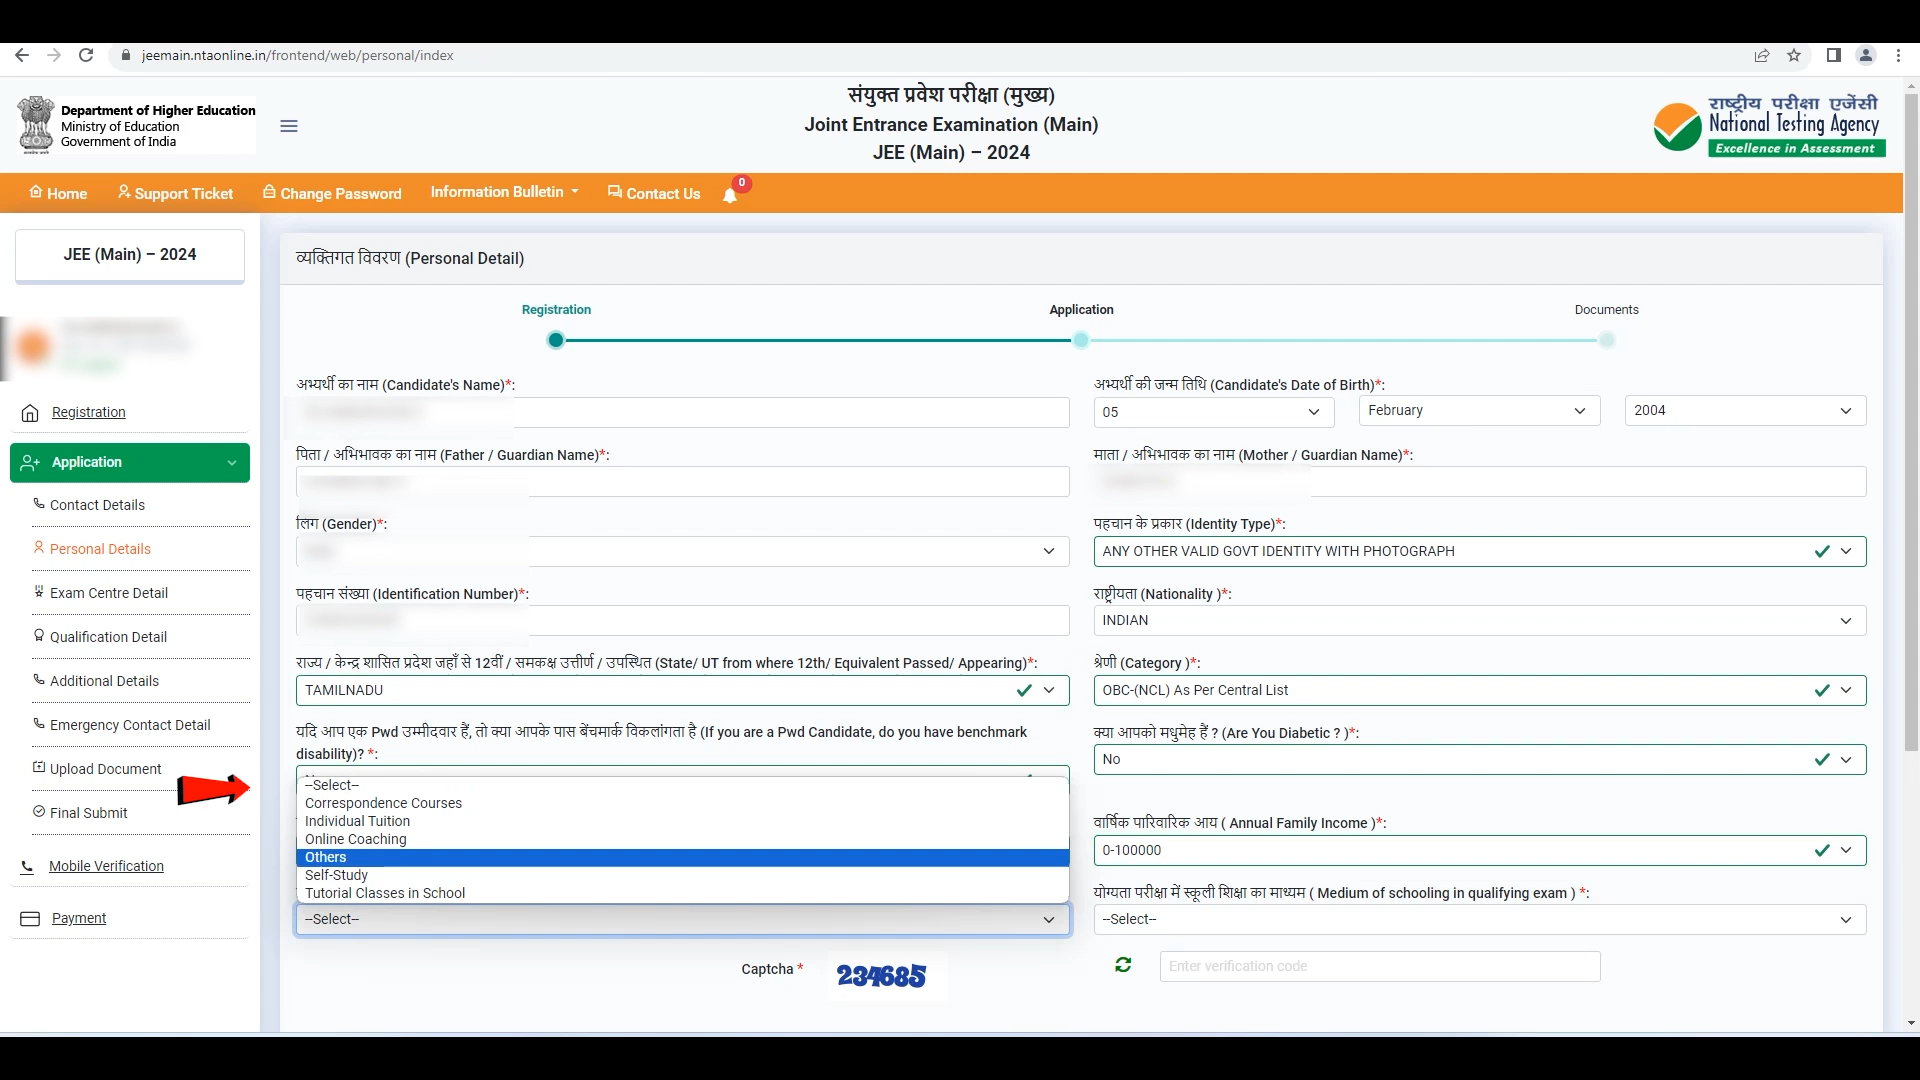 jeemain.ntaonline.in/frontend/web/personal/index
Department of Higher Education
Ministry of Education
Government of India
संयुक्त प्रवेश परीक्षा (मुख्य)
Joint Entrance Examination (Main)
JEE (Main) – 2024
राष्ट्रीय परीक्षा एजेंसी
National Testing Agency
Excellence in Assessment
Home
Support Ticket
Change Password
Information Bulletin
Contact Us
0
JEE (Main) – 2024
Registration
Application
Contact Details
Personal Details
Exam Centre Detail
Qualification Detail
Additional Details
Emergency Contact Detail
Upload Document
Final Submit
Mobile Verification
Payment
व्यक्तिगत विवरण (Personal Detail)
Registration
Application
Documents
अभ्यर्थी का नाम (Candidate's Name)*:
अभ्यर्थी की जन्म तिथि (Candidate's Date of Birth)*:
05
February
2004
पिता / अभिभावक का नाम (Father / Guardian Name)*:
माता / अभिभावक का नाम (Mother / Guardian Name)*:
लिंग (Gender)*:
पहचान के प्रकार (Identity Type)*:
ANY OTHER VALID GOVT IDENTITY WITH PHOTOGRAPH
पहचान संख्या (Identification Number)*:
राष्ट्रीयता (Nationality )*:
INDIAN
राज्य / केन्द्र शासित प्रदेश जहाँ से 12वीं / समकक्ष उत्तीर्ण / उपस्थित (State/ UT from where 12th/ Equivalent Passed/ Appearing)*:
TAMILNADU
श्रेणी (Category )*:
OBC-(NCL) As Per Central List
यदि आप एक Pwd उम्मीदवार हैं, तो क्या आपके पास बेंचमार्क विकलांगता है (If you are a Pwd Candidate, do you have benchmark
disability)? *:
क्या आपको मधुमेह हैं ? (Are You Diabetic ? )*:
No
--Select--
Correspondence Courses
Individual Tuition
Online Coaching
Others
Self-Study
Tutorial Classes in School
--Select--
वार्षिक पारिवारिक आय ( Annual Family Income )*:
0-100000
योग्यता परीक्षा में स्कूली शिक्षा का माध्यम ( Medium of schooling in qualifying exam ) *:
--Select--
Captcha *
234685
Enter verification code